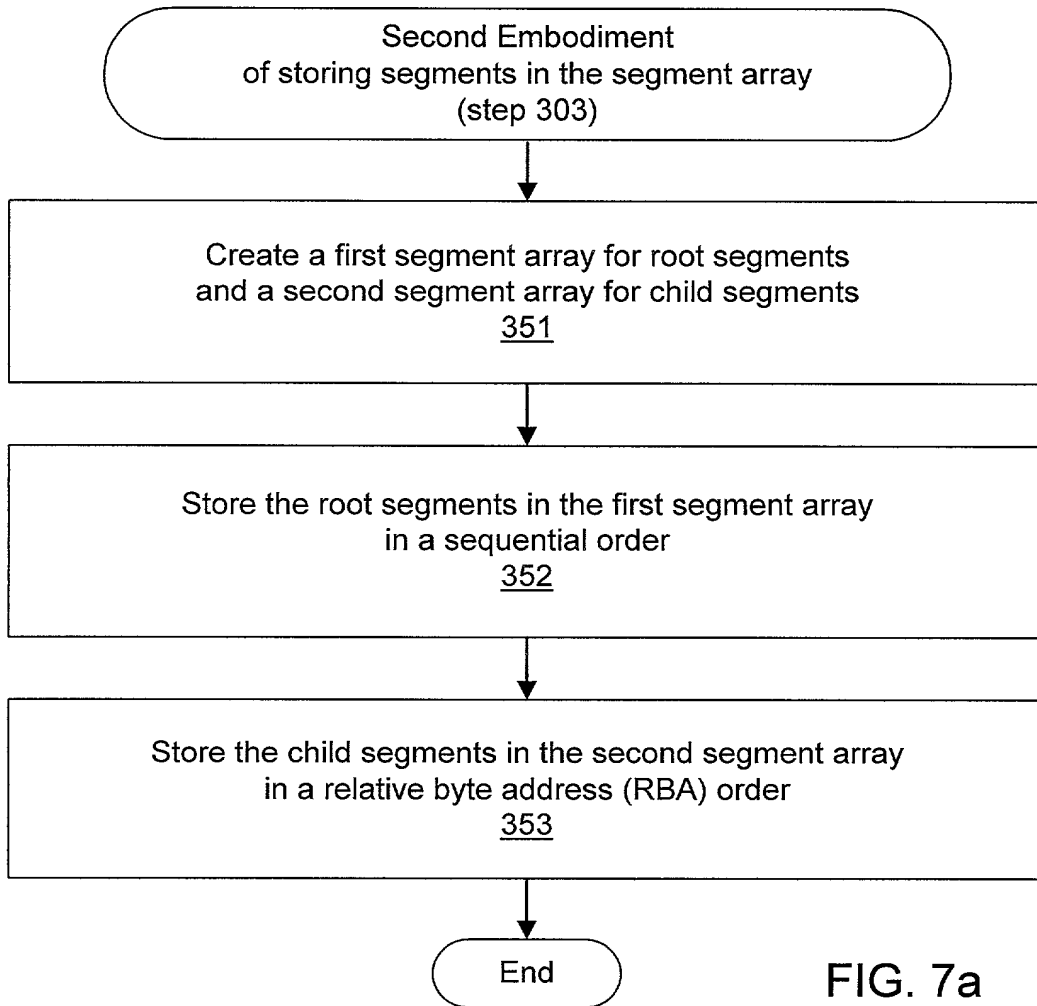 Second Embodiment
of storing segments in the segment array
(step 303)
Create a first segment array for root segments
and a second segment array for child segments
351
Store the root segments in the first segment array
in a sequential order
352
Store the child segments in the second segment array
in a relative byte address (RBA) order
353
End
FIG. 7a